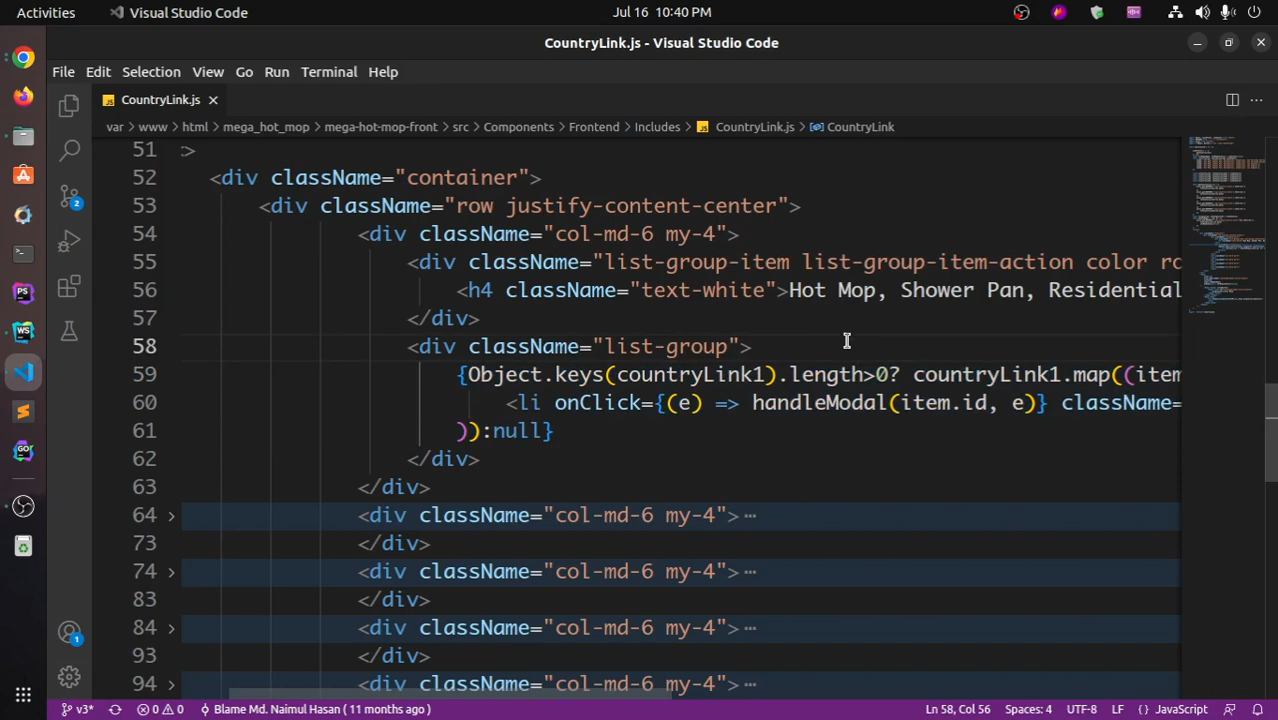 Activities
Visual Studio Code
Jul 16 10:40 PM
CountryLink.js - Visual Studio Code
File Edit Selection View Go Run Terminal Help
JS CountryLink.js
var > www > html > mega_hot_mop > mega-hot-mop-front > src > Components > Frontend > Includes > JS CountryLink.js > CountryLink
51 >
52 <div className="container">
53 <div className="row justify-content-center">
54 <div className="col-md-6 my-4">
55 <div className="list-group-item list-group-item-action color ro
56 <h4 className="text-white">Hot Mop, Shower Pan, Residential
57 </div>
58 <div className="list-group">
59 {Object.keys(countryLink1).length>0? countryLink1.map((item
60 <li onClick={(e) => handleModal(item.id, e)} className=
61 )):null}
62 </div>
63 </div>
64 > <div className="col-md-6 my-4">⋯
73 </div>
74 > <div className="col-md-6 my-4">⋯
83 </div>
84 > <div className="col-md-6 my-4">⋯
93 </div>
94 > <div className="col-md-6 my-4">⋯
v3* 0 0 Blame Md. Naimul Hasan ( 11 months ago ) Ln 58, Col 56 Spaces: 4 UTF-8 LF {} JavaScript
2
1
PS
WS
GO